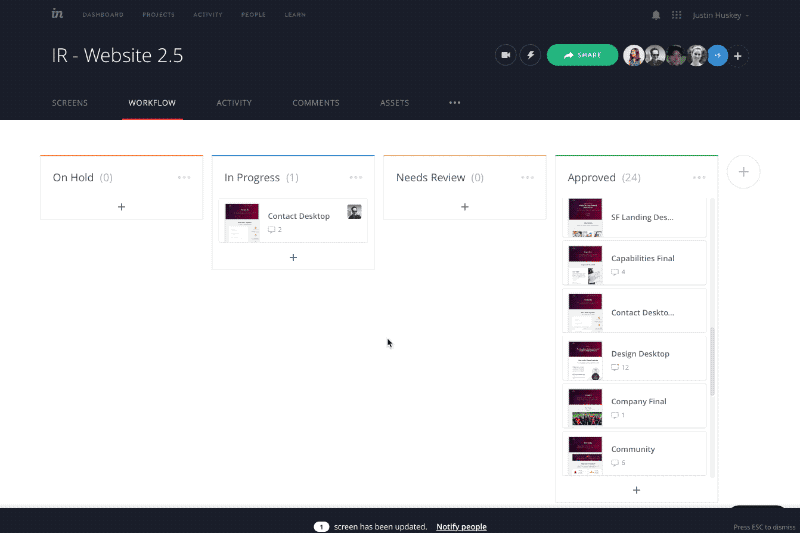 in DASHBOARD PROJECTS ACTIVITY PEOPLE LEARN Justin Huskey
IR - Website 2.5 SHARE
SCREENS WORKFLOW ACTIVITY COMMENTS ASSETS
On Hold (0) In Progress (1) Needs Review (0) Approved (24)
Contact Desktop
2
SF Landing Des...
Capabilities Final
4
Contact Deskto...
Design Desktop
12
Company Final
1
Community
6
1 screen has been updated. Notify people
Press ESC to dismiss